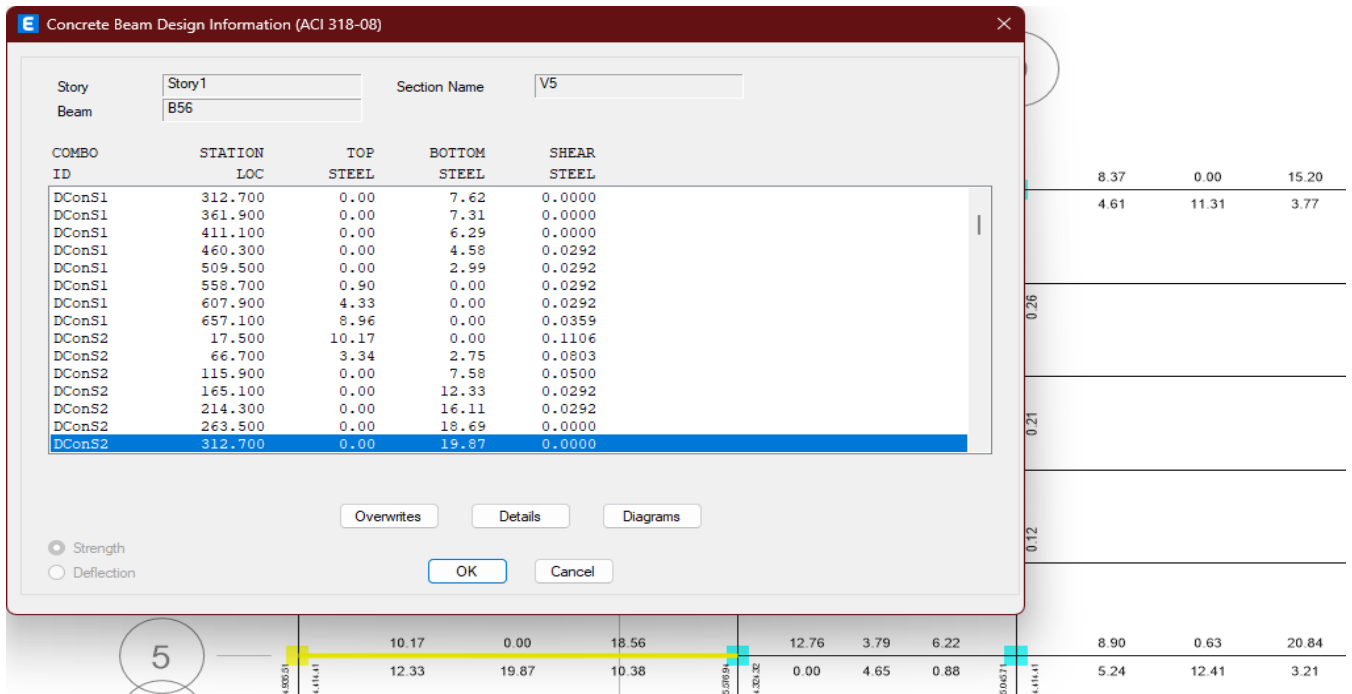 E Concrete Beam Design Information (ACI 318-08)
Story Story1 Section Name V5
Beam B56
COMBO STATION TOP BOTTOM SHEAR
ID LOC STEEL STEEL STEEL
DConS1 312.700 0.00 7.62 0.0000
DConS1 361.900 0.00 7.31 0.0000
DConS1 411.100 0.00 6.29 0.0000
DConS1 460.300 0.00 4.58 0.0292
DConS1 509.500 0.00 2.99 0.0292
DConS1 558.700 0.90 0.00 0.0292
DConS1 607.900 4.33 0.00 0.0292
DConS1 657.100 8.96 0.00 0.0359
DConS2 17.500 10.17 0.00 0.1106
DConS2 66.700 3.34 2.75 0.0803
DConS2 115.900 0.00 7.58 0.0500
DConS2 165.100 0.00 12.33 0.0292
DConS2 214.300 0.00 16.11 0.0292
DConS2 263.500 0.00 18.69 0.0000
DConS2 312.700 0.00 19.87 0.0000
Overwrites Details Diagrams
Strength
Deflection
OK Cancel
8.37 0.00 15.20
4.61 11.31 3.77
0.26
0.21
0.12
5
10.17 0.00 18.56 12.76 3.79 6.22 8.90 0.63 20.84
12.33 19.87 10.38 0.00 4.65 0.88 5.24 12.41 3.21